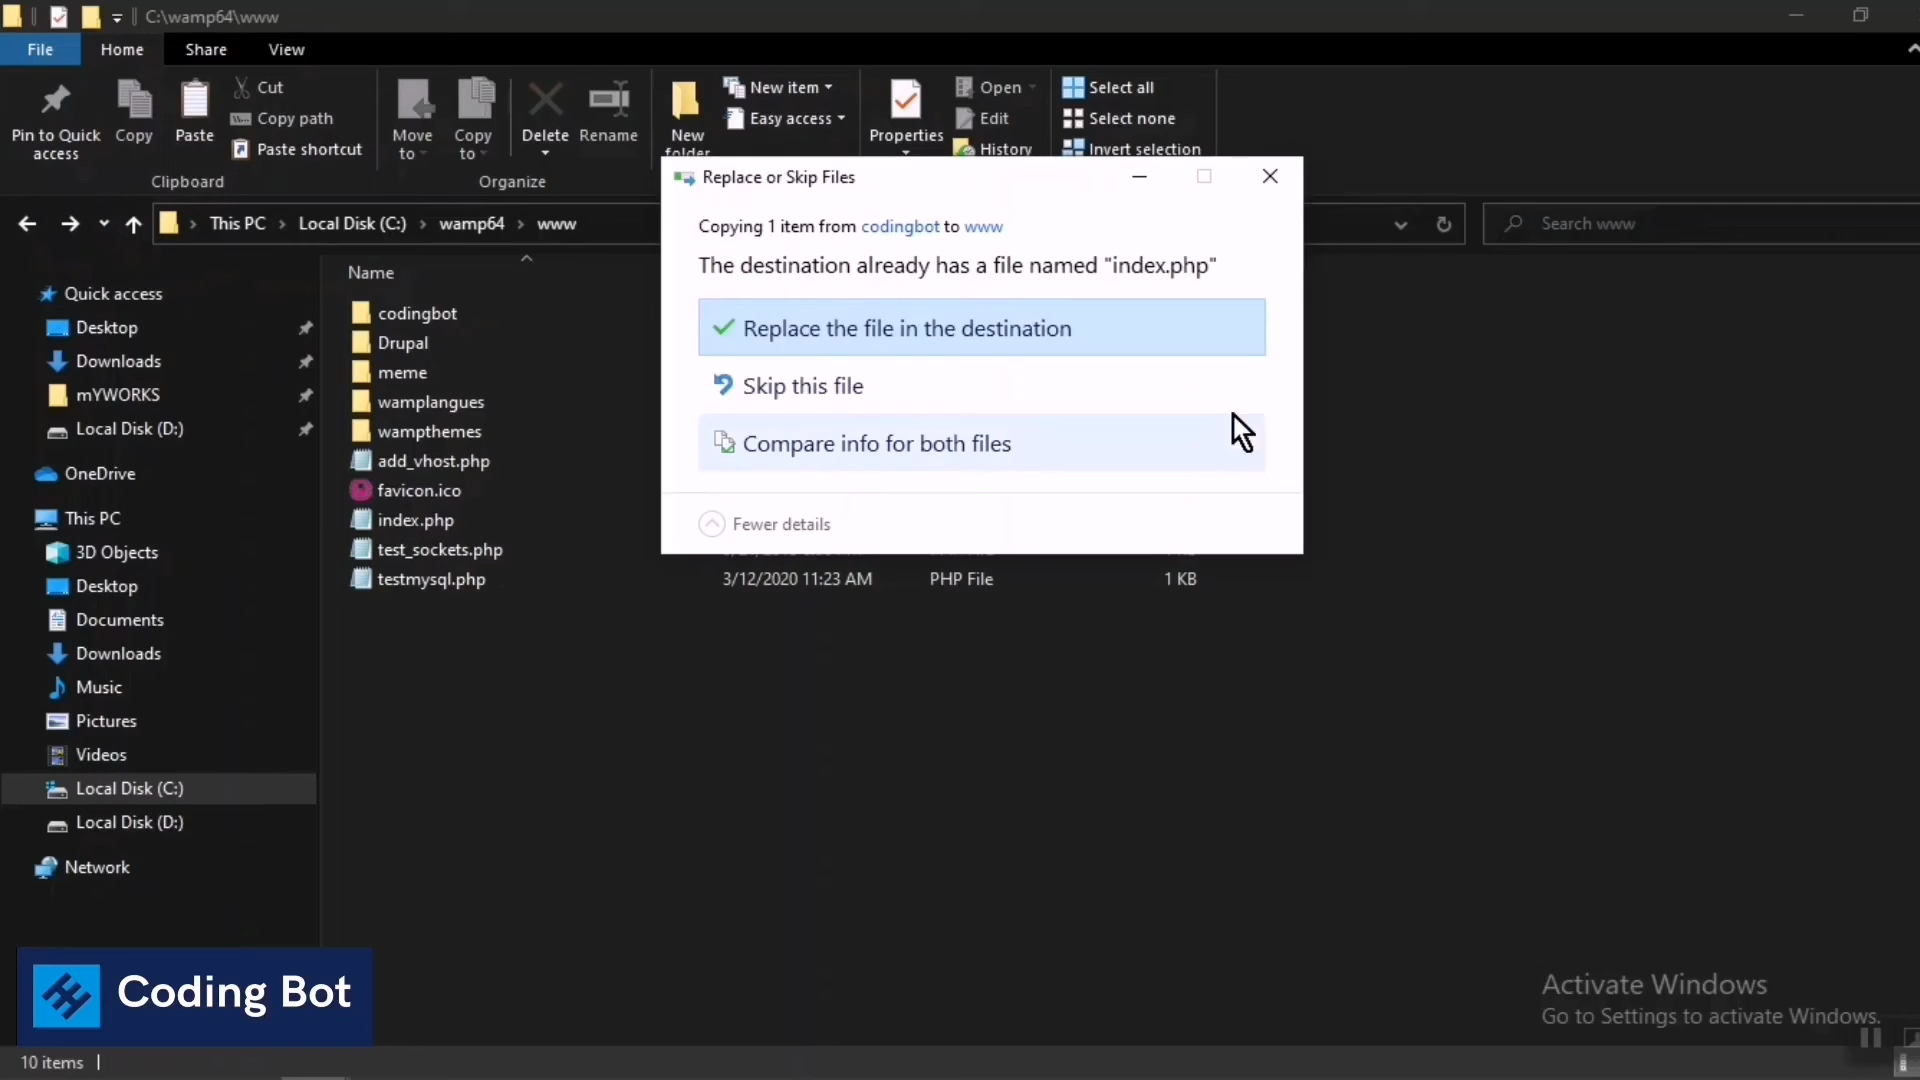 C:\wamp64\www
File Home Share View
Pin to Quick access
Copy
Paste
Cut
Copy path
Paste shortcut
Clipboard
Move to
Copy to
Delete
Rename
Organize
New folder
New item
Easy access
Properties
Open
Edit
History
Select all
Select none
Invert selection
This PC Local Disk (C:) wamp64 www
Search www
Quick access
Desktop
Downloads
mYWORKS
Local Disk (D:)
OneDrive
This PC
3D Objects
Desktop
Documents
Downloads
Music
Pictures
Videos
Local Disk (C:)
Local Disk (D:)
Network
Name
codingbot
Drupal
meme
wamplangues
wampthemes
add_vhost.php
favicon.ico
index.php
test_sockets.php
testmysql.php 3/12/2020 11:23 AM PHP File 1 KB
Replace or Skip Files
Copying 1 item from codingbot to www
The destination already has a file named "index.php"
Replace the file in the destination
Skip this file
Compare info for both files
Fewer details
Coding Bot
Activate Windows
Go to Settings to activate Windows.
10 items